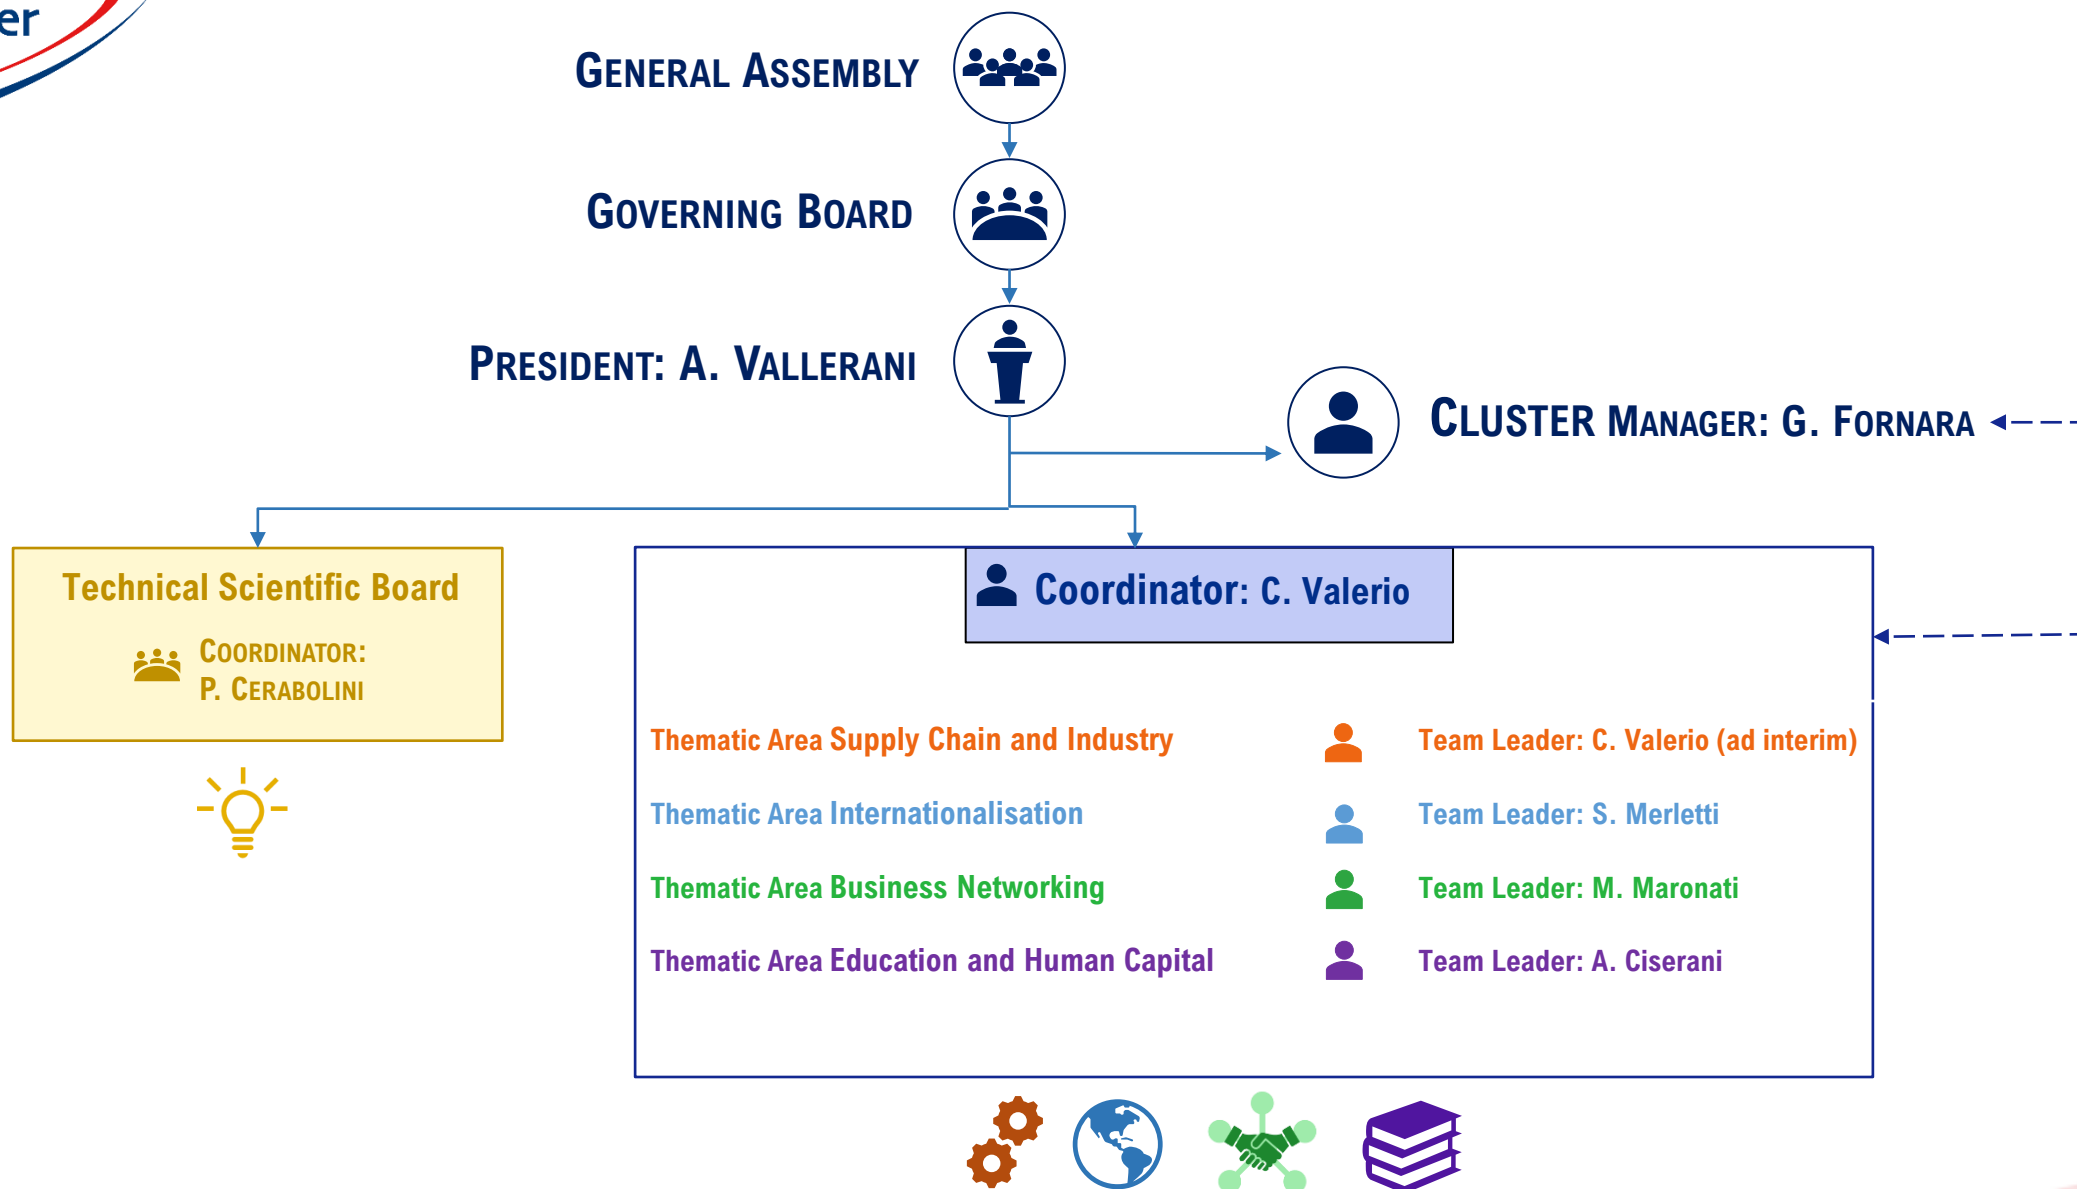 er
GENERAL ASSEMBLY
GOVERNING BOARD
PRESIDENT: A. VALLERANI
CLUSTER MANAGER: G. FORNARA
Technical Scientific Board
COORDINATOR:
P. CERABOLINI
Coordinator: C. Valerio
Thematic Area Supply Chain and Industry Team Leader: C. Valerio (ad interim)
Thematic Area Internationalisation Team Leader: S. Merletti
Thematic Area Business Networking Team Leader: M. Maronati
Thematic Area Education and Human Capital Team Leader: A. Ciserani